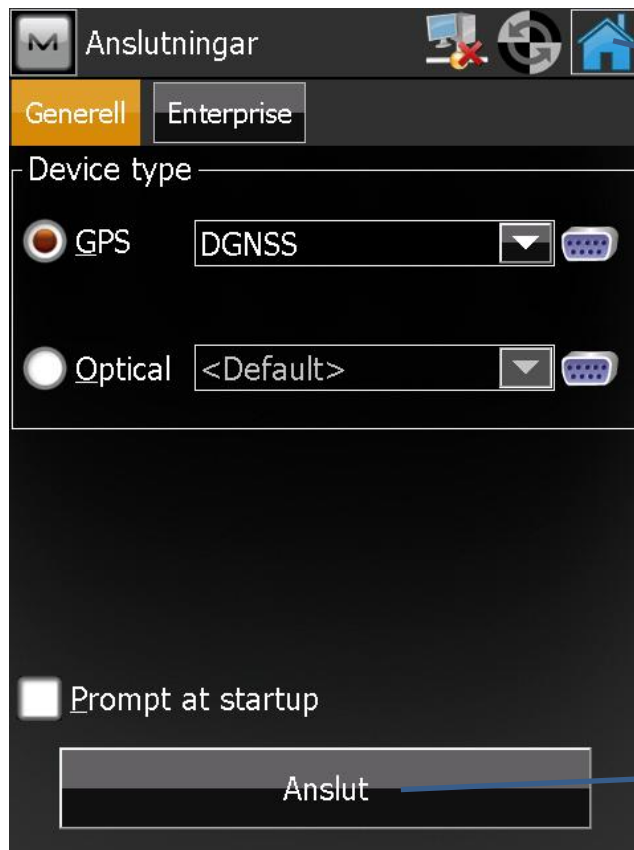 Anslutningar
Generell Enterprise
Device type
GPS DGNSS
Optical <Default>
Prompt at startup
Anslut